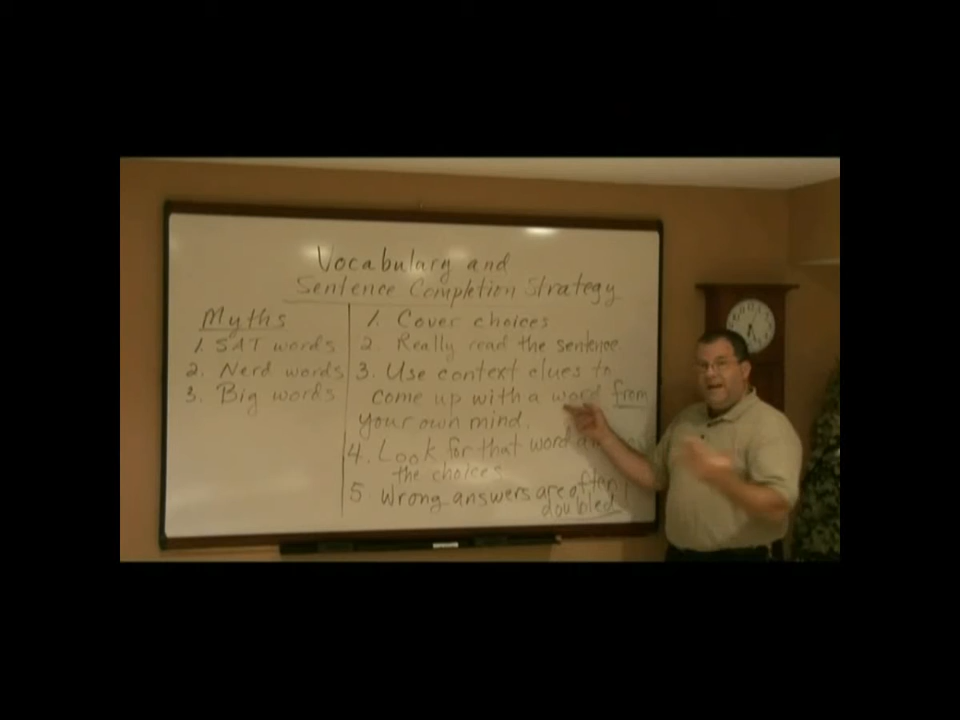 Vocabulary and
Sentence Completion Strategy
Myths
1. SAT words
2. Nerd words
3. Big words
1. Cover choices
2. Really read the sentence.
3. Use context clues to
come up with a word from
your own mind.
4. Look for that word
the choices
5 Wrong answers are often
doubled